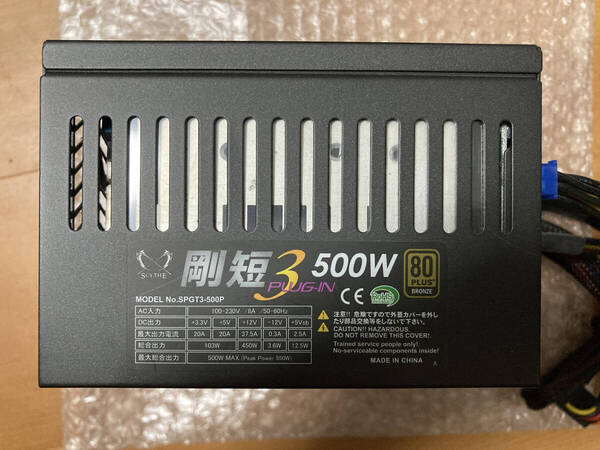 SCYTHE
剛短3 500W
PLUG-IN
80
PLUS
BRONZE
MODEL No.SPGT3-500P
CE
RoHS
AC入力 100-230V /8A /50-60Hz
DC出力 +3.3V +5V +12V -12V +5Vsb
最大出力電流 20A 20A 37.5A 0.3A 2.5A
総合出力 103W 450W 3.6W 12.5W
最大総合出力 500W MAX (Peak Power 550W)
注意!! 危険ですので外蓋カバーを外し
たり部品交換等をしないで下さい。
CAUTION!! HAZARDOUS.
DO NOT REMOVE THIS COVER!.
Trained service people only!.
No-serviceable components inside!
MADE IN CHINA A